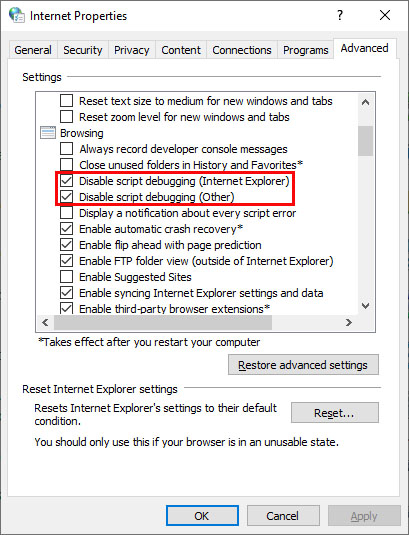 Internet Properties
General Security Privacy Content Connections Programs Advanced
Settings
Reset text size to medium for new windows and tabs
Reset zoom level for new windows and tabs
Browsing
Always record developer console messages
Close unused folders in History and Favorites*
Disable script debugging (Internet Explorer)
Disable script debugging (Other)
Display a notification about every script error
Enable automatic crash recovery*
Enable flip ahead with page prediction
Enable FTP folder view (outside of Internet Explorer)
Enable Suggested Sites
Enable syncing Internet Explorer settings and data
Enable third-party browser extensions*
*Takes effect after you restart your computer
Restore advanced settings
Reset Internet Explorer settings
Resets Internet Explorer's settings to their default
condition.
Reset...
You should only use this if your browser is in an unusable state.
OK Cancel Apply